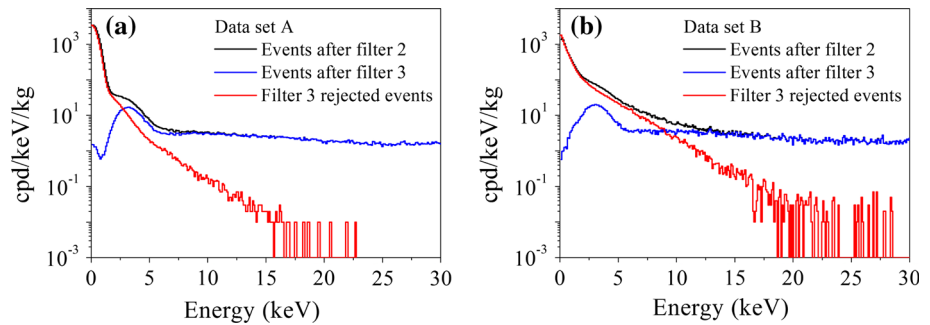 (a)
Data set A
Events after filter 2
Events after filter 3
Filter 3 rejected events
cpd/keV/kg
10³
10¹
10⁻¹
10⁻³
0 5 10 15 20 25 30
Energy (keV)
(b)
Data set B
Events after filter 2
Events after filter 3
Filter 3 rejected events
cpd/keV/kg
10³
10¹
10⁻¹
10⁻³
0 5 10 15 20 25 30
Energy (keV)